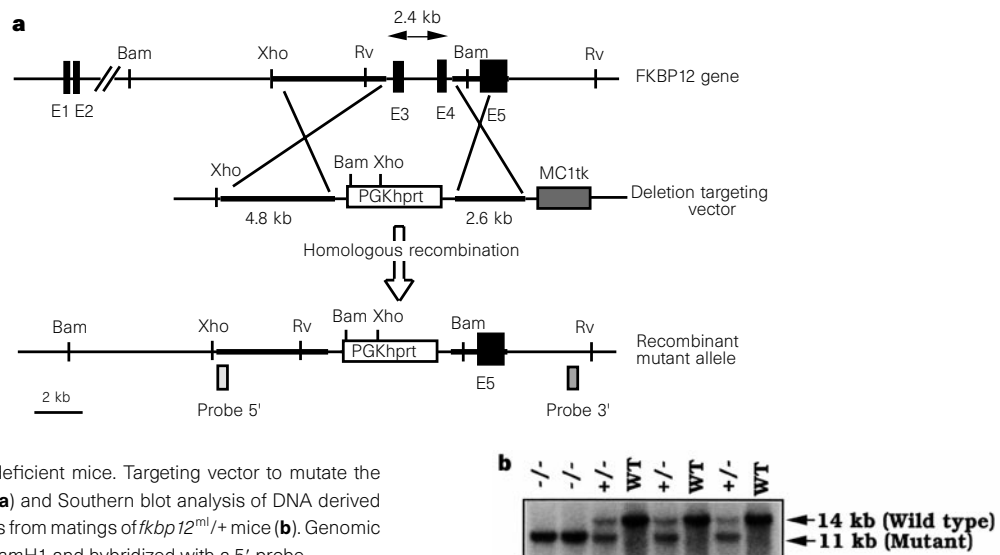 a
2.4 kb
Bam Xho Rv Bam Rv
FKBP12 gene
E1 E2 E3 E4 E5
Xho Bam Xho MC1tk
PGKhprt
Deletion targeting
vector
4.8 kb 2.6 kb
Homologous recombination
Bam Xho Rv Bam Xho Bam Rv
PGKhprt
Recombinant
mutant allele
E5
2 kb
Probe 5' Probe 3'
deficient mice. Targeting vector to mutate the
a) and Southern blot analysis of DNA derived
s from matings of fkbp12ml/+ mice (b). Genomic
amH1 and hybridized with a 5' probe
b
-/- -/- +/- WT +/- WT +/- WT
14 kb (Wild type)
11 kb (Mutant)